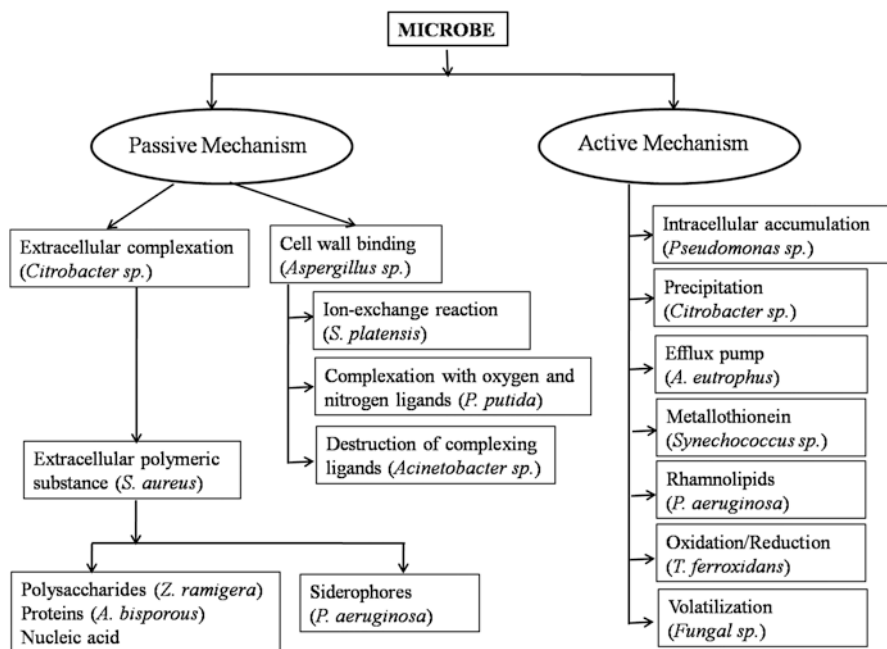 MICROBE
Passive Mechanism
Active Mechanism
Extracellular complexation
(Citrobacter sp.)
Cell wall binding
(Aspergillus sp.)
Ion-exchange reaction
(S. platensis)
Complexation with oxygen and
nitrogen ligands (P. putida)
Destruction of complexing
ligands (Acinetobacter sp.)
Extracellular polymeric
substance (S. aureus)
Polysaccharides (Z. ramigera)
Proteins (A. bisporous)
Nucleic acid
Siderophores
(P. aeruginosa)
Intracellular accumulation
(Pseudomonas sp.)
Precipitation
(Citrobacter sp.)
Efflux pump
(A. eutrophus)
Metallothionein
(Synechococcus sp.)
Rhamnolipids
(P. aeruginosa)
Oxidation/Reduction
(T. ferroxidans)
Volatilization
(Fungal sp.)